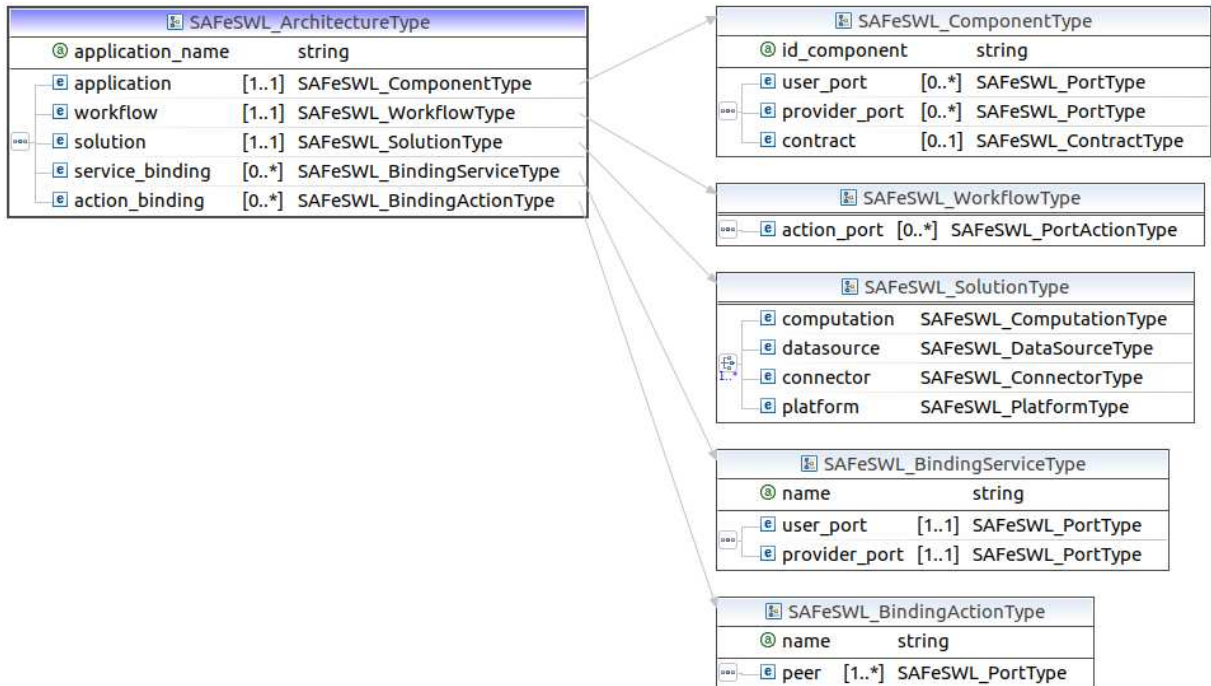 SAFeSWL_ArchitectureType
application_name string
application [1..1] SAFeSWL_ComponentType
workflow [1..1] SAFeSWL_WorkflowType
solution [1..1] SAFeSWL_SolutionType
service_binding [0..*] SAFeSWL_BindingServiceType
action_binding [0..*] SAFeSWL_BindingActionType
SAFeSWL_ComponentType
id_component string
user_port [0..*] SAFeSWL_PortType
provider_port [0..*] SAFeSWL_PortType
contract [0..1] SAFeSWL_ContractType
SAFeSWL_WorkflowType
action_port [0..*] SAFeSWL_PortActionType
SAFeSWL_SolutionType
computation SAFeSWL_ComputationType
datasource SAFeSWL_DataSourceType
1..*
connector SAFeSWL_ConnectorType
platform SAFeSWL_PlatformType
SAFeSWL_BindingServiceType
name string
user_port [1..1] SAFeSWL_PortType
provider_port [1..1] SAFeSWL_PortType
SAFeSWL_BindingActionType
name string
peer [1..*] SAFeSWL_PortType